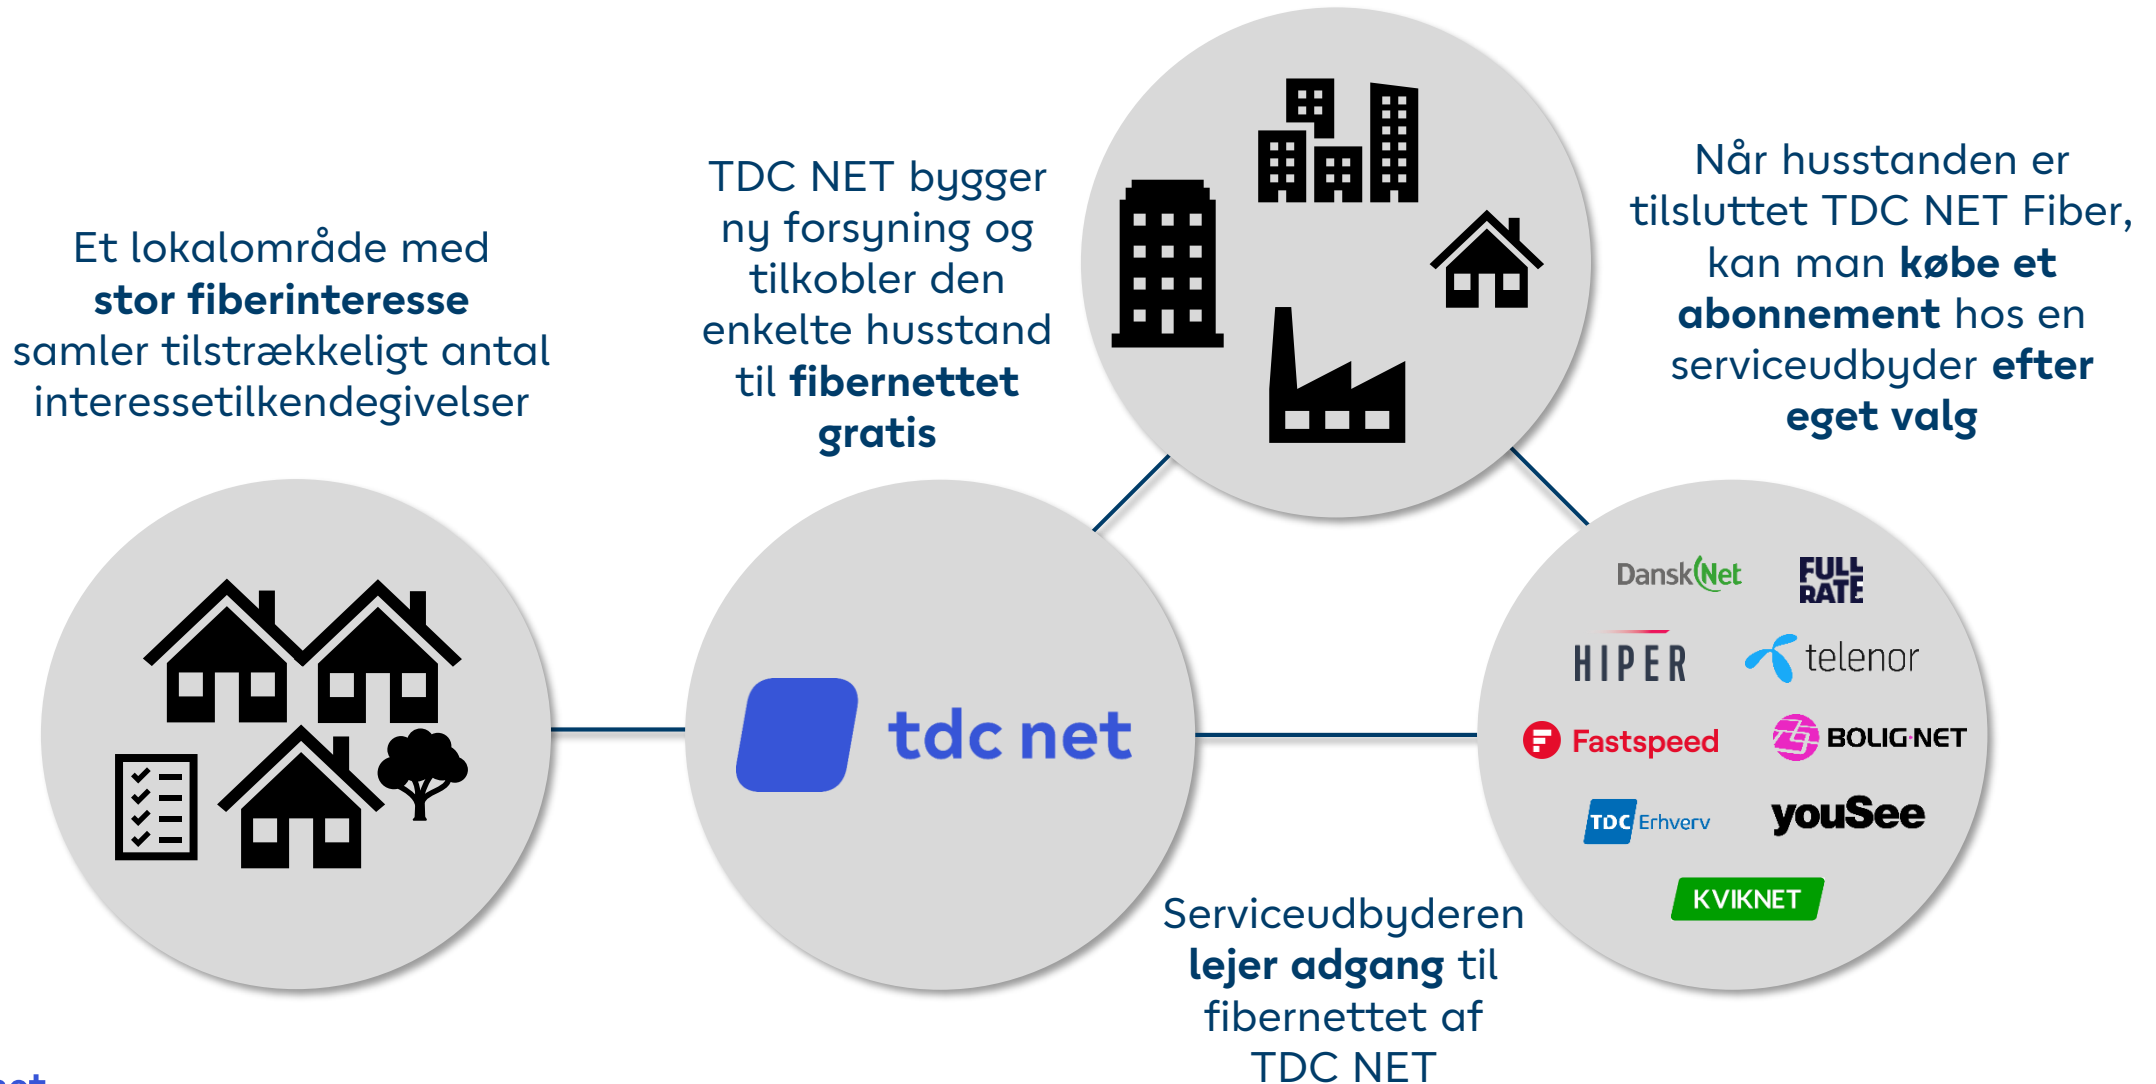 Et lokalområde med
stor fiberinteresse
samler tilstrækkeligt antal
interessetilkendegivelser
TDC NET bygger
ny forsyning og
tilkobler den
enkelte husstand
til fibernettet
gratis
Når husstanden er
tilsluttet TDC NET Fiber,
kan man købe et
abonnement hos en
serviceudbyder efter
eget valg
tdc net
DanskNet
FULL
RATE
HIPER
telenor
Fastspeed
BOLIG·NET
TDC Erhverv
youSee
KVIKNET
Serviceudbyderen
lejer adgang til
fibernettet af
TDC NET